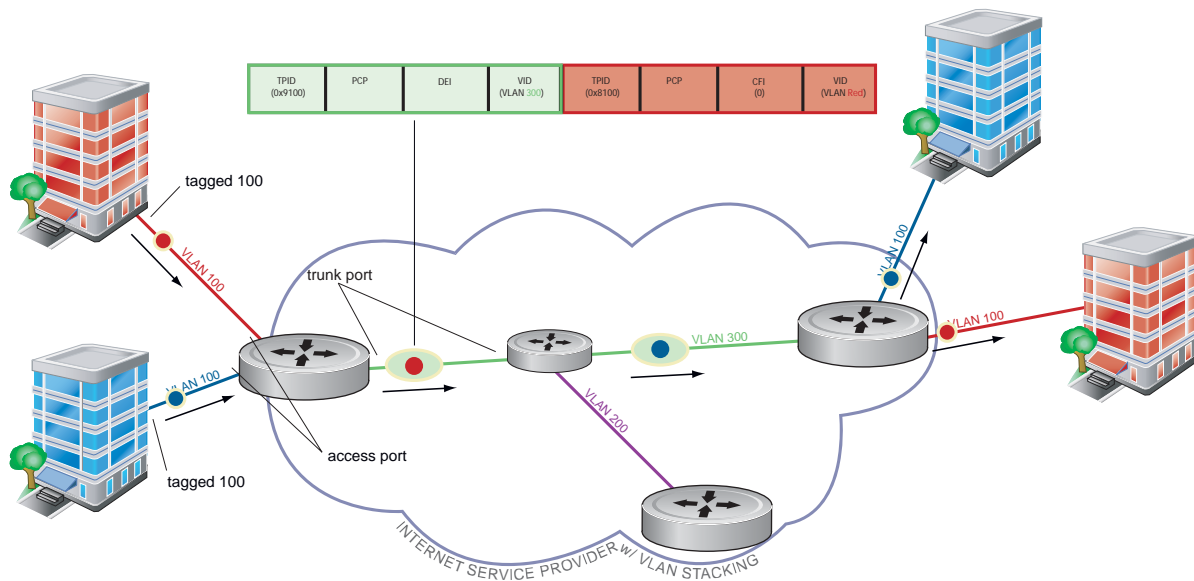 TPID
(0x9100)
PCP
DEI
VID
(VLAN 300)
TPID
(0x8100)
PCP
CFI
(0)
VID
(VLAN Red)
tagged 100
VLAN 100
trunk port
VLAN 100
VLAN 100
VLAN 300
VLAN 100
VLAN 200
access port
tagged 100
INTERNET SERVICE PROVIDER w/ VLAN STACKING